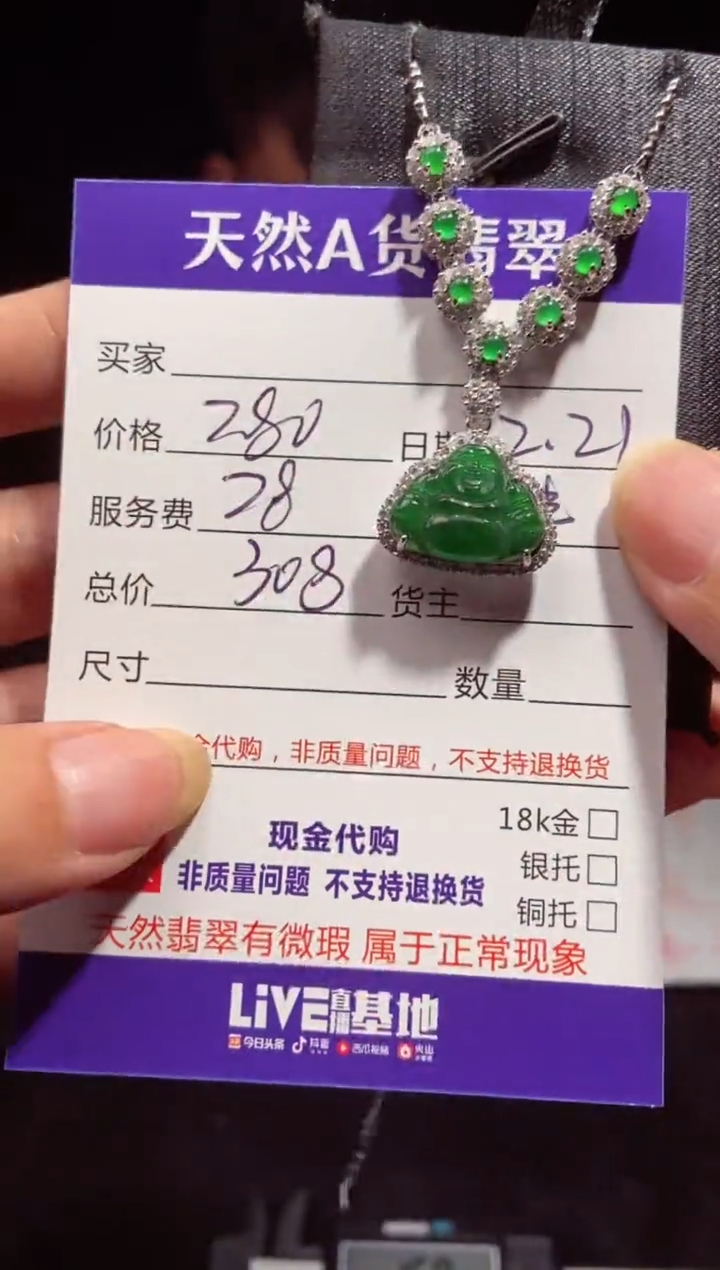 天然A货翡翠
买家
价格 280 日期 2.21
服务费 28
总价 308 货主
尺寸 数量
金代购，非质量问题，不支持退换货
18k金
现金代购
银托
非质量问题 不支持退换货
铜托
天然翡翠有微瑕 属于正常现象
LiVE直播基地
今日头条 抖音 西瓜视频 火山